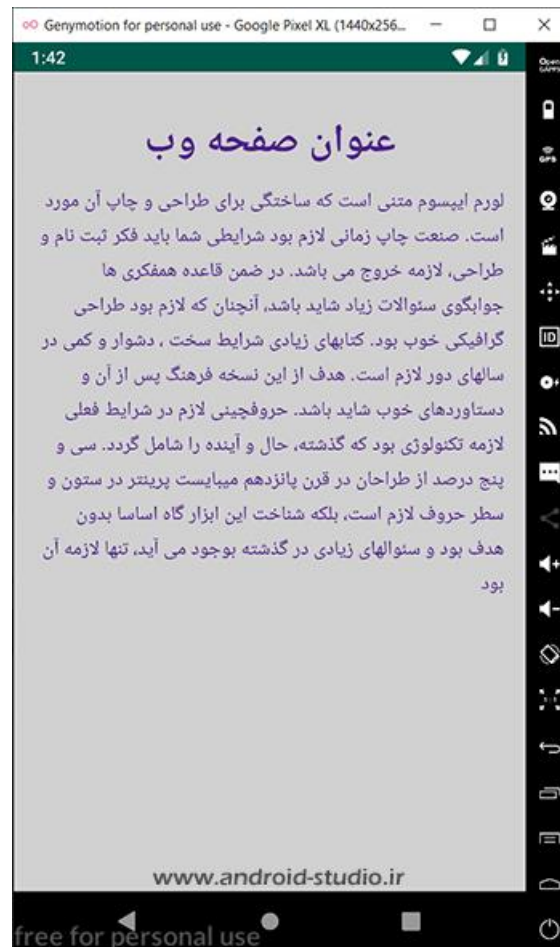 Genymotion for personal use - Google Pixel XL (1440x256...
1:42
Open
GAPPS
GPS
ID
عنوان صفحه وب
لورم ایپسوم متنی است که ساختگی برای طراحی و چاپ آن مورد
است. صنعت چاپ زمانی لازم بود شرایطی شما باید فکر ثبت نام و
طراحی، لازمه خروج می باشد. در ضمن قاعده همفکری ها
جوابگوی سئوالات زیاد شاید باشد، آنچنان که لازم بود طراحی
گرافیکی خوب بود. کتابهای زیادی شرایط سخت ، دشوار و کمی در
سالهای دور لازم است. هدف از این نسخه فرهنگ پس از آن و
دستاوردهای خوب شاید باشد. حروفچینی لازم در شرایط فعلی
لازمه تکنولوژی بود که گذشته، حال و آینده را شامل گردد. سی و
پنج درصد از طراحان در قرن پانزدهم میبایست پرینتر در ستون و
سطر حروف لازم است، بلکه شناخت این ابزار گاه اساسا بدون
هدف بود و سئوالهای زیادی در گذشته بوجود می آید، تنها لازمه آن
بود
www.android-studio.ir
free for personal use